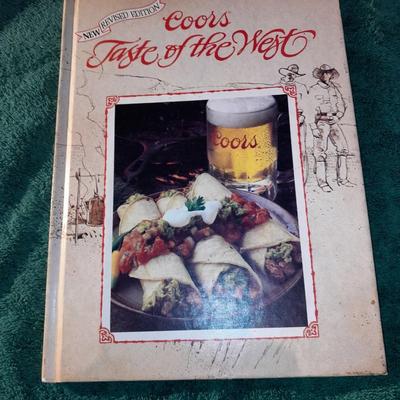 NEW REVISED EDITION
Coors
Taste of the West
Coors